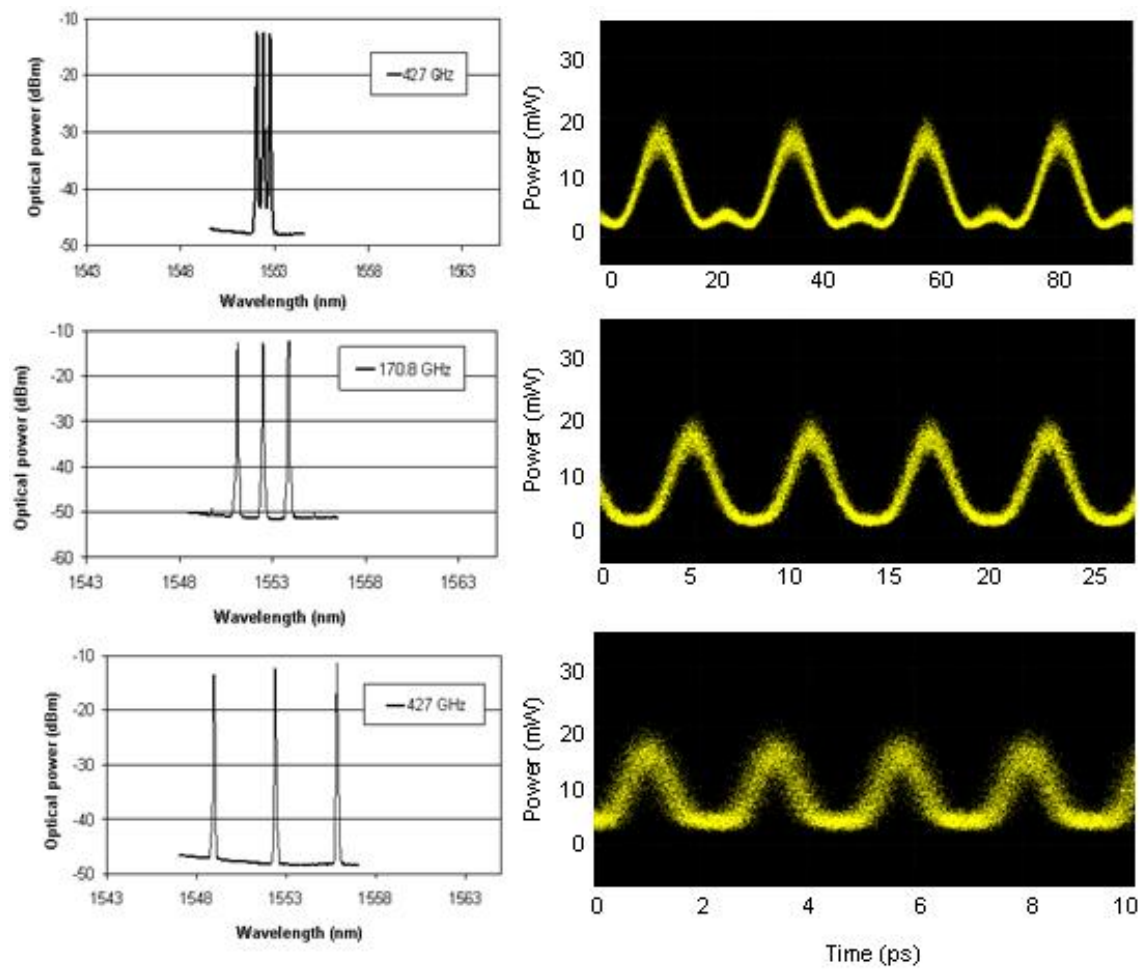 -10
-20
-30
-40
-50
Optical power (dBm)
427 GHz
1543 1548 1553 1558 1563
Wavelength (nm)
30
20
10
0
Power (mW)
0 20 40 60 80
-10
-20
-30
-40
-50
-60
Optical power (dBm)
170.8 GHz
1543 1548 1553 1558 1563
Wavelength (nm)
30
20
10
0
Power (mW)
0 5 10 15 20 25
-10
-20
-30
-40
-50
Optical power (dBm)
427 GHz
1543 1548 1553 1558 1563
Wavelength (nm)
30
20
10
0
Power (mW)
0 2 4 6 8 10
Time (ps)